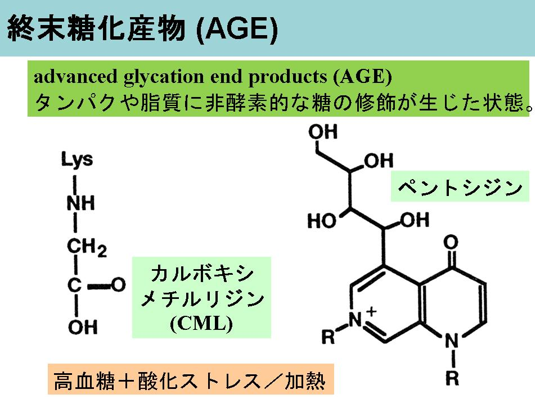 終末糖化産物 (AGE)
advanced glycation end products (AGE)
タンパクや脂質に非酵素的な糖の修飾が生じた状態。
Lys
NH
CH2
C O
OH
カルボキシ
メチルリジン
(CML)
OH
OH
HO OH
ペントシジン
O
N+
R
N
R
高血糖＋酸化ストレス／加熱